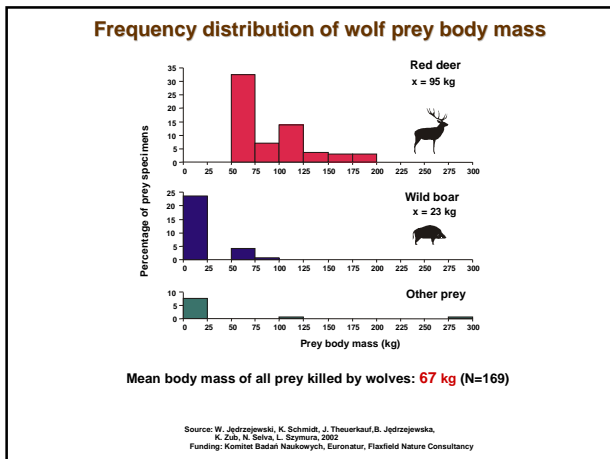 Frequency distribution of wolf prey body mass
Percentage of prey specimens
Red deer
x = 95 kg
35
30
25
20
15
10
5
0
0 25 50 75 100 125 150 175 200 225 250 275 300
Wild boar
x = 23 kg
25
20
15
10
5
0
0 25 50 75 100 125 150 175 200 225 250 275 300
Other prey
10
5
0
0 25 50 75 100 125 150 175 200 225 250 275 300
Prey body mass (kg)
Mean body mass of all prey killed by wolves: 67 kg (N=169)
Source: W. Jędrzejewski, K. Schmidt, J. Theuerkauf,B. Jędrzejewska,
K. Zub, N. Selva, L. Szymura, 2002
Funding: Komitet Badań Naukowych, Euronatur, Flaxfield Nature Consultancy